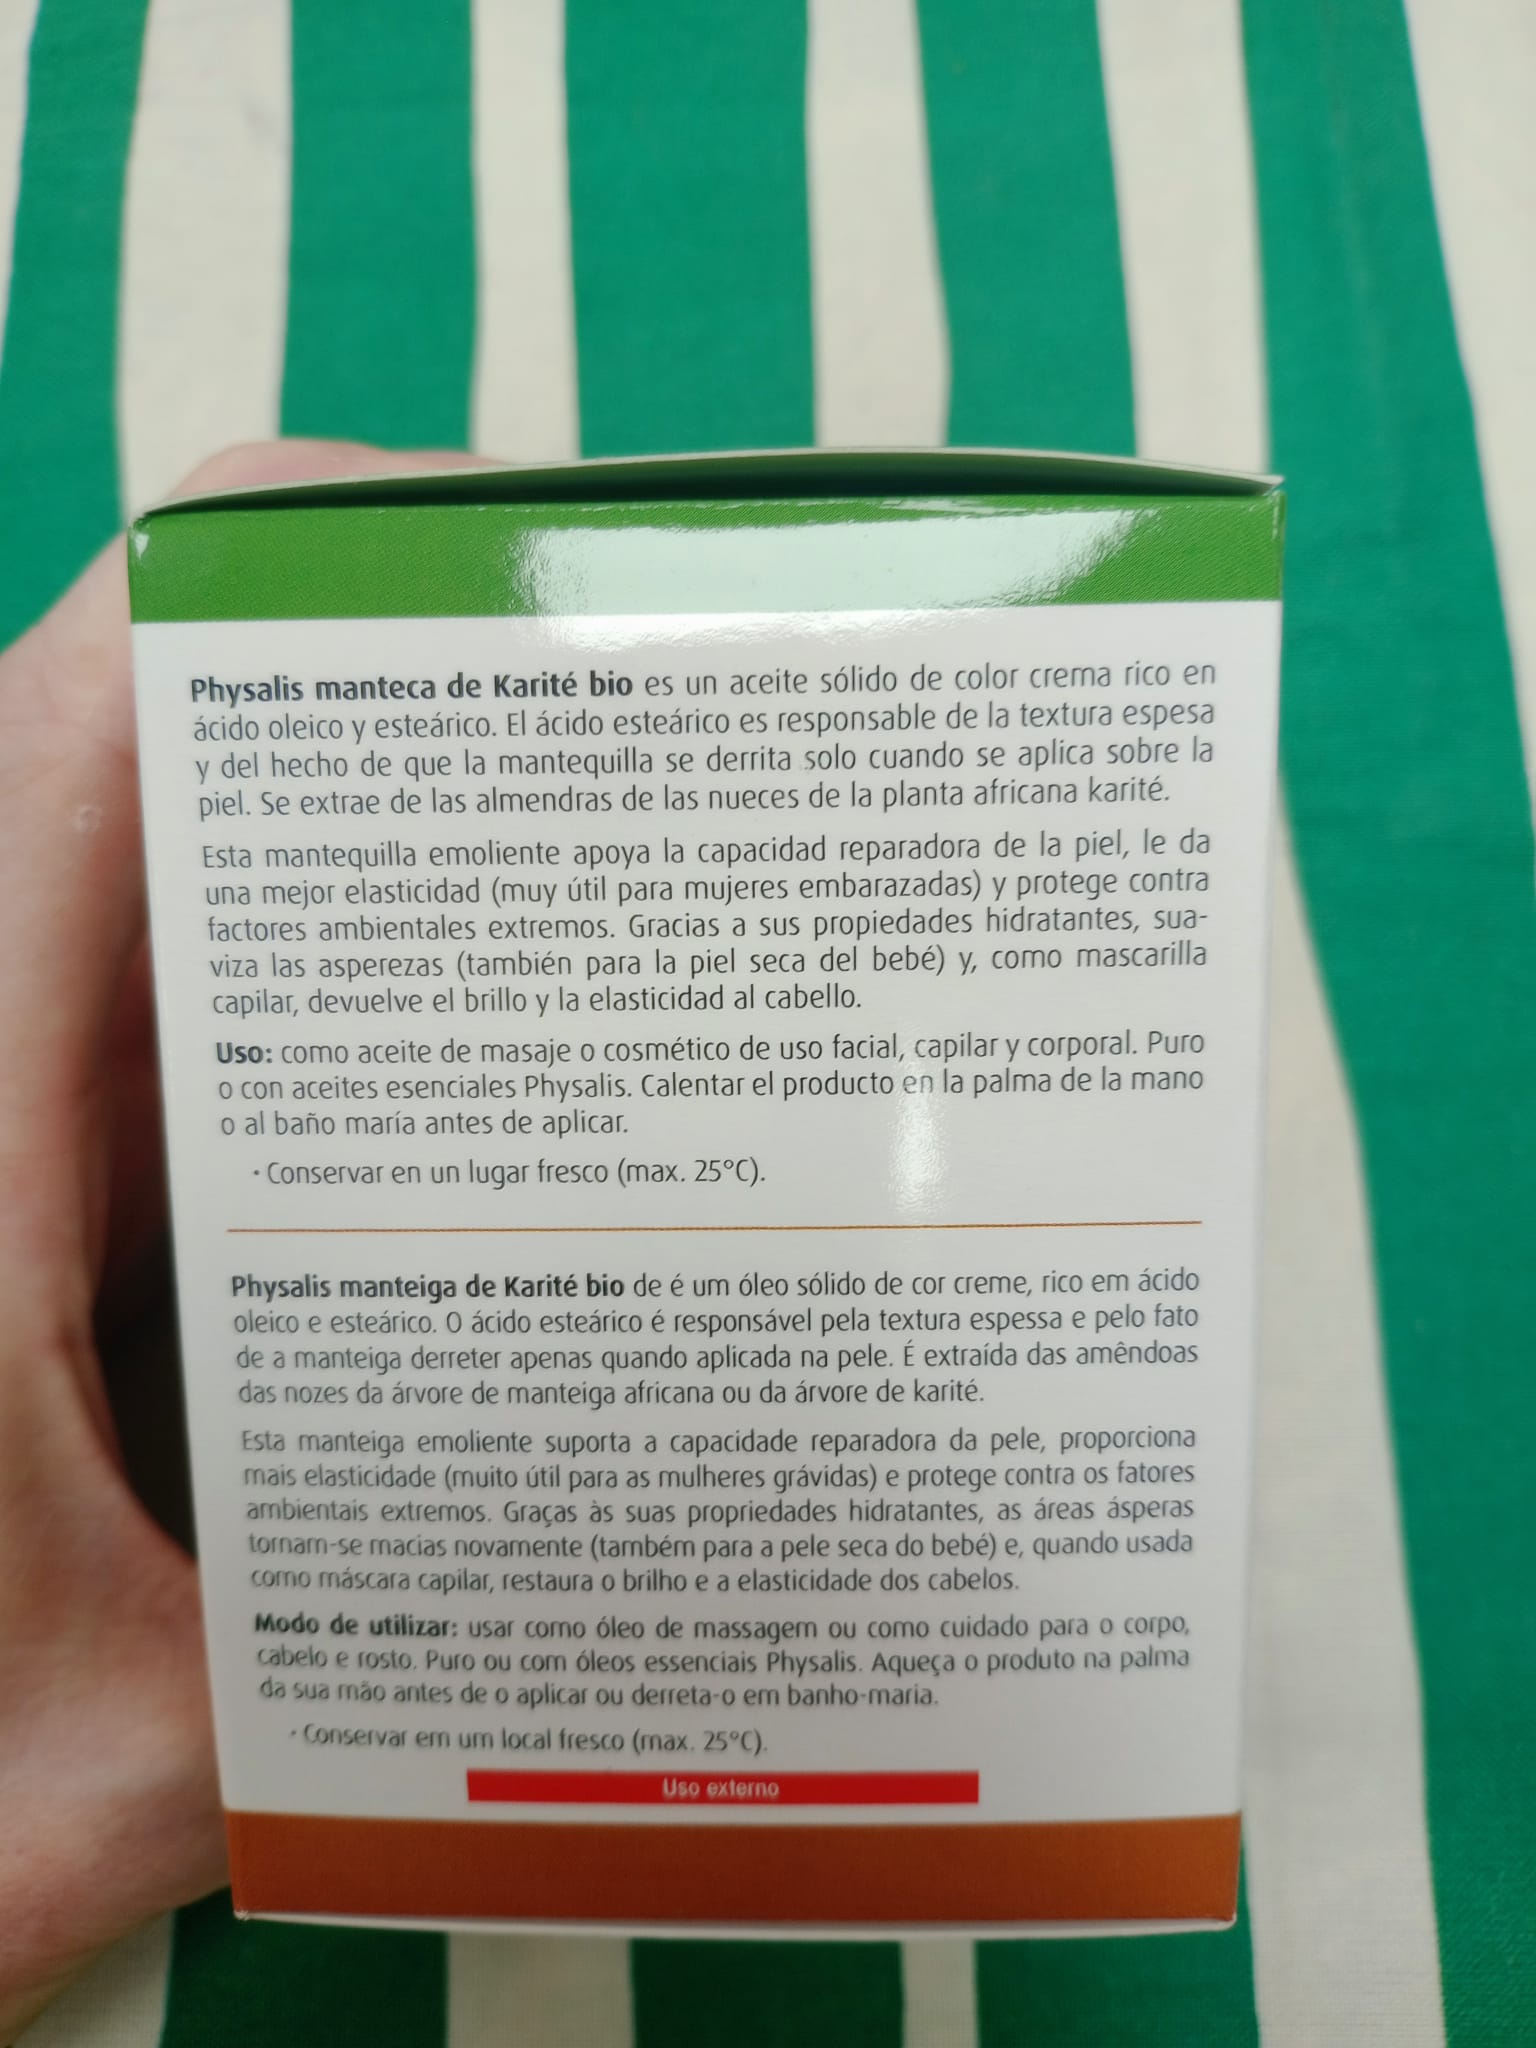 Physalis manteca de Karité bio es un aceite sólido de color crema rico en
ácido oleico y esteárico. El ácido esteárico es responsable de la textura espesa
y del hecho de que la mantequilla se derrita solo cuando se aplica sobre la
piel. Se extrae de las almendras de las nueces de la planta africana karité.
Esta mantequilla emoliente apoya la capacidad reparadora de la piel, le da
una mejor elasticidad (muy útil para mujeres embarazadas) y protege contra
factores ambientales extremos. Gracias a sus propiedades hidratantes, sua-
viza las asperezas (también para la piel seca del bebé) y, como mascarilla
capilar, devuelve el brillo y la elasticidad al cabello.
Uso: como aceite de masaje o cosmético de uso facial, capilar y corporal. Puro
o con aceites esenciales Physalis. Calentar el producto en la palma de la mano
o al baño maría antes de aplicar.
· Conservar en un lugar fresco (max. 25°C).
Physalis manteiga de Karité bio de é um óleo sólido de cor creme, rico em ácido
oleico e esteárico. O ácido esteárico é responsável pela textura espessa e pelo fato
de a manteiga derreter apenas quando aplicada na pele. É extraída das amêndoas
das nozes da árvore de manteiga africana ou da árvore de karité.
Esta manteiga emoliente suporta a capacidade reparadora da pele, proporciona
mais elasticidade (muito útil para as mulheres grávidas) e protege contra os fatores
ambientais extremos. Graças às suas propriedades hidratantes, as áreas ásperas
tornam-se macias novamente (também para a pele seca do bebé) e, quando usada
como máscara capilar, restaura o brilho e a elasticidade dos cabelos.
Modo de utilizar: usar como óleo de massagem ou como cuidado para o corpo,
cabelo e rosto. Puro ou com óleos essenciais Physalis. Aqueça o produto na palma
da sua mão antes de o aplicar ou derreta-o em banho-maria.
· Conservar em um local fresco (max. 25°C).
Uso externo